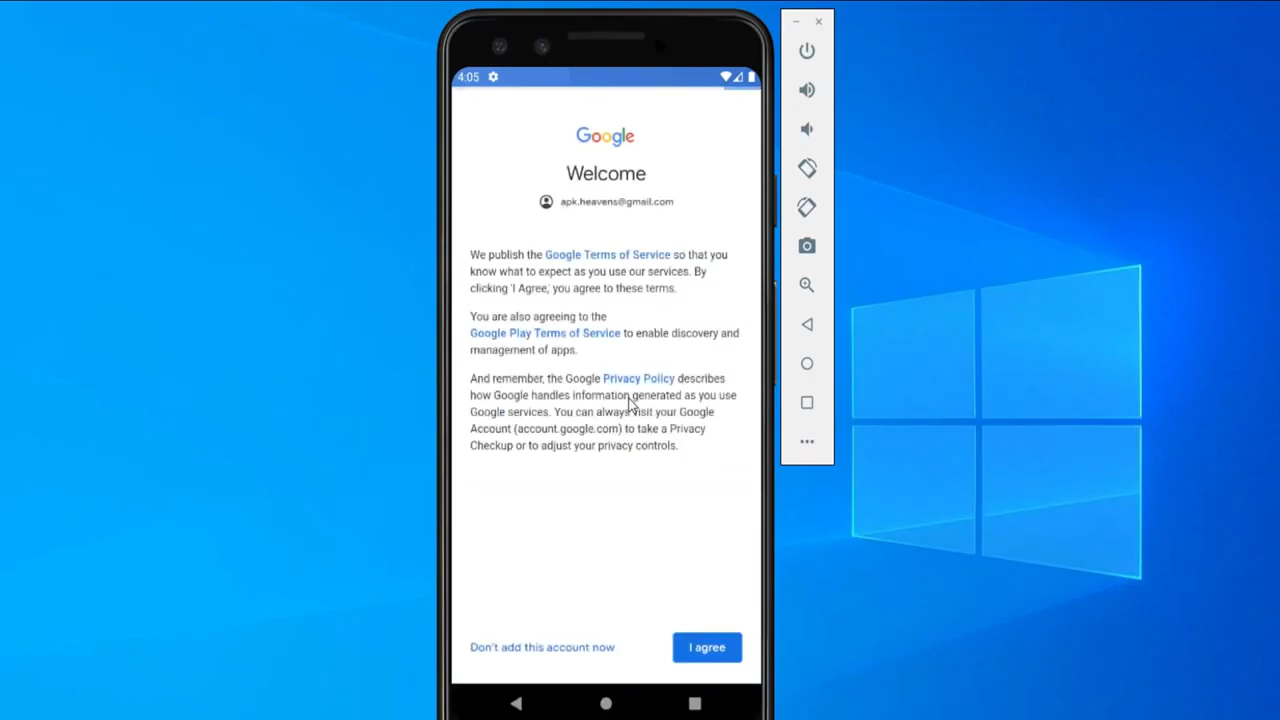 4:05
Google
Welcome
apk.heavens@gmail.com
We publish the Google Terms of Service so that you
know what to expect as you use our services. By
clicking 'I Agree,' you agree to these terms.
You are also agreeing to the
Google Play Terms of Service to enable discovery and
management of apps.
And remember, the Google Privacy Policy describes
how Google handles information generated as you use
Google services. You can always visit your Google
Account (account.google.com) to take a Privacy
Checkup or to adjust your privacy controls.
Don't add this account now
I agree